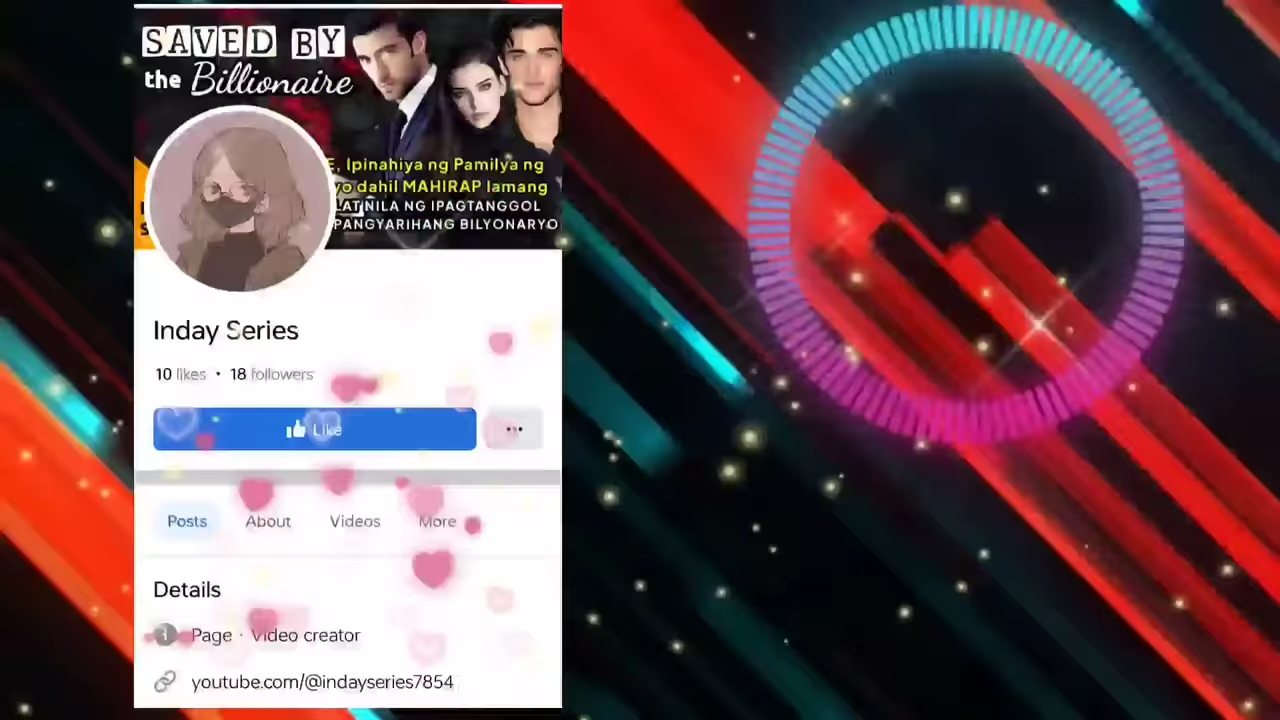 SAVED BY
the Billionaire
E, Ipinahiya ng Pamilya ng
yo dahil MAHIRAP lamang
NILA NG IPAGTANGGOL
PANGYARIHANG BILYONARYO
Inday Series
10 likes • 18 followers
Like
Posts About Videos More
Details
Page · Video creator
youtube.com/@indayseries7854